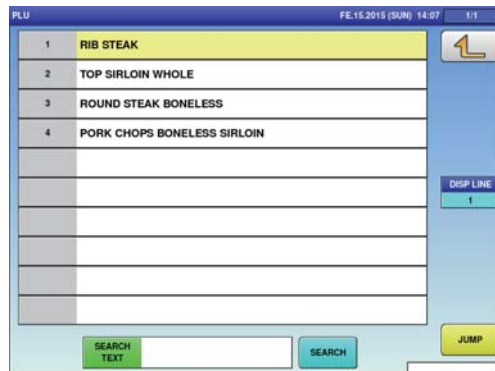 PLU FE.15.2015 (SUN) 14:07 1/1
1 RIB STEAK
2 TOP SIRLOIN WHOLE
3 ROUND STEAK BONELESS
4 PORK CHOPS BONELESS SIRLOIN
DISP LINE
1
SEARCH TEXT
SEARCH
JUMP